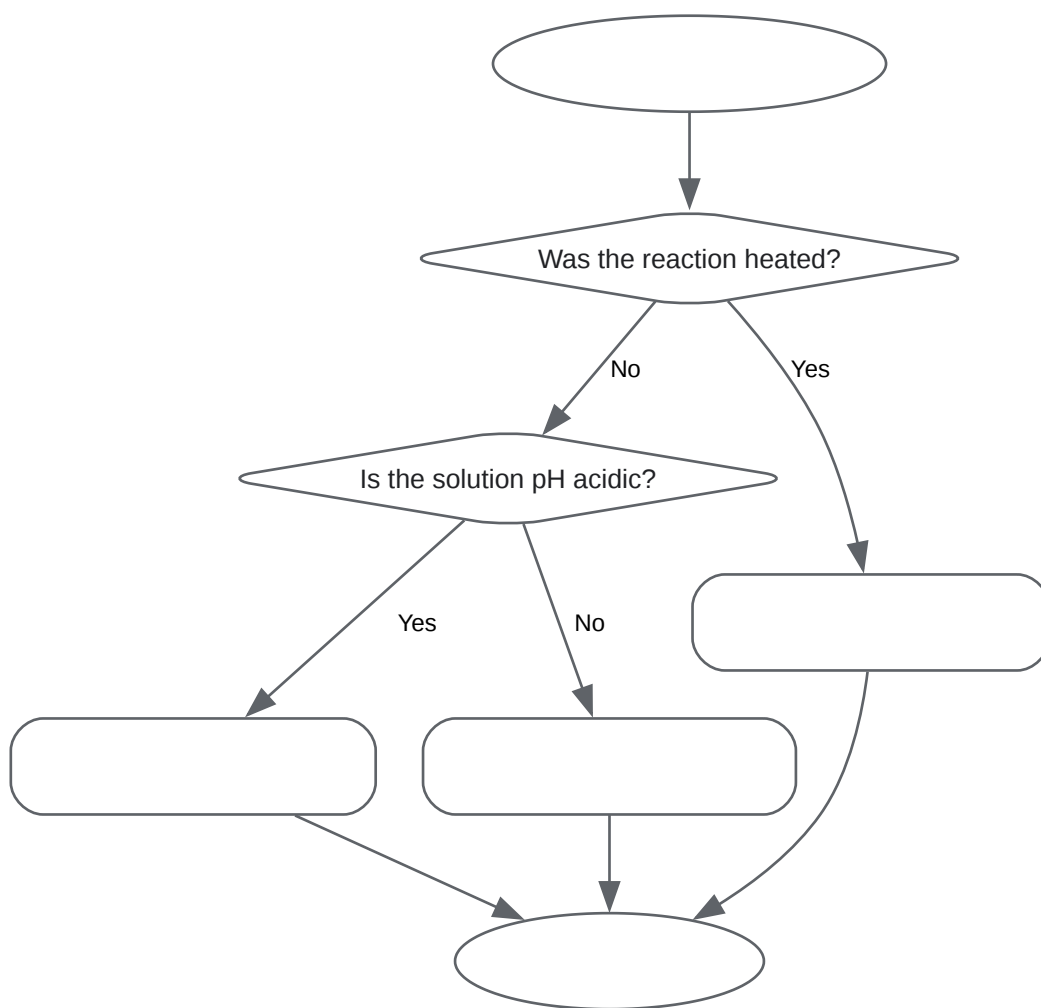 Was the reaction heated?
No
Yes
Is the solution pH acidic?
Yes
No